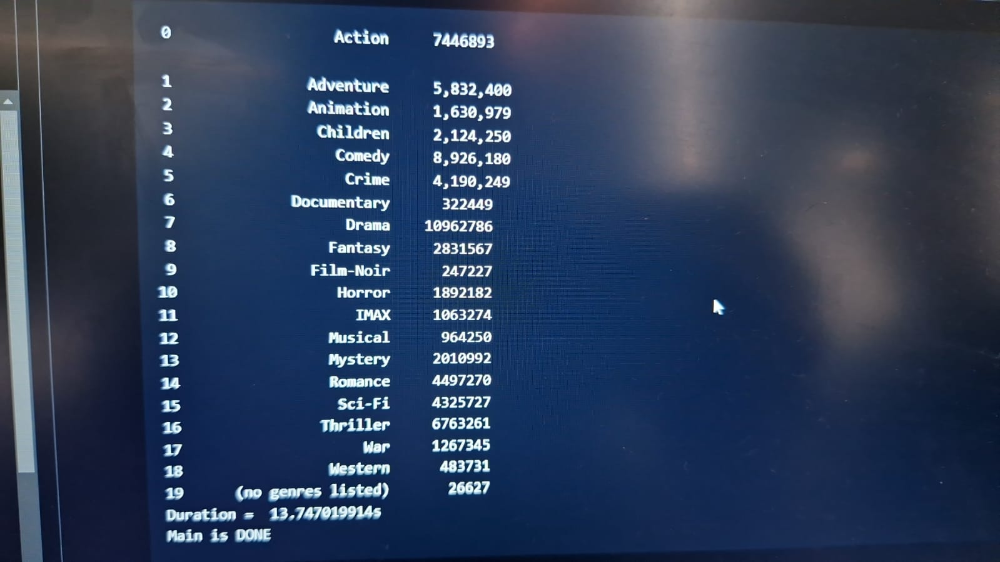 0 Action 7446893
1 Adventure 5,832,400
2 Animation 1,630,979
3 Children 2,124,250
4 Comedy 8,926,180
5 Crime 4,190,249
6 Documentary 322449
7 Drama 10962786
8 Fantasy 2831567
9 Film-Noir 247227
10 Horror 1892182
11 IMAX 1063274
12 Musical 964250
13 Mystery 2010992
14 Romance 4497270
15 Sci-Fi 4325727
16 Thriller 6763261
17 War 1267345
18 Western 483731
19 (no genres listed) 26627
Duration = 13.747019914s
Main is DONE